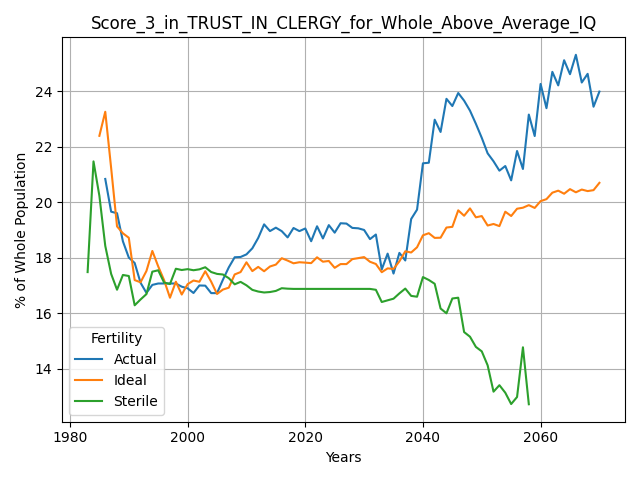 Score_3_in_TRUST_IN_CLERGY_for_Whole_Above_Average_IQ
% of Whole Population
24
22
20
18
16
14
Fertility
Actual
Ideal
Sterile
1980
2000
2020
2040
2060
Years